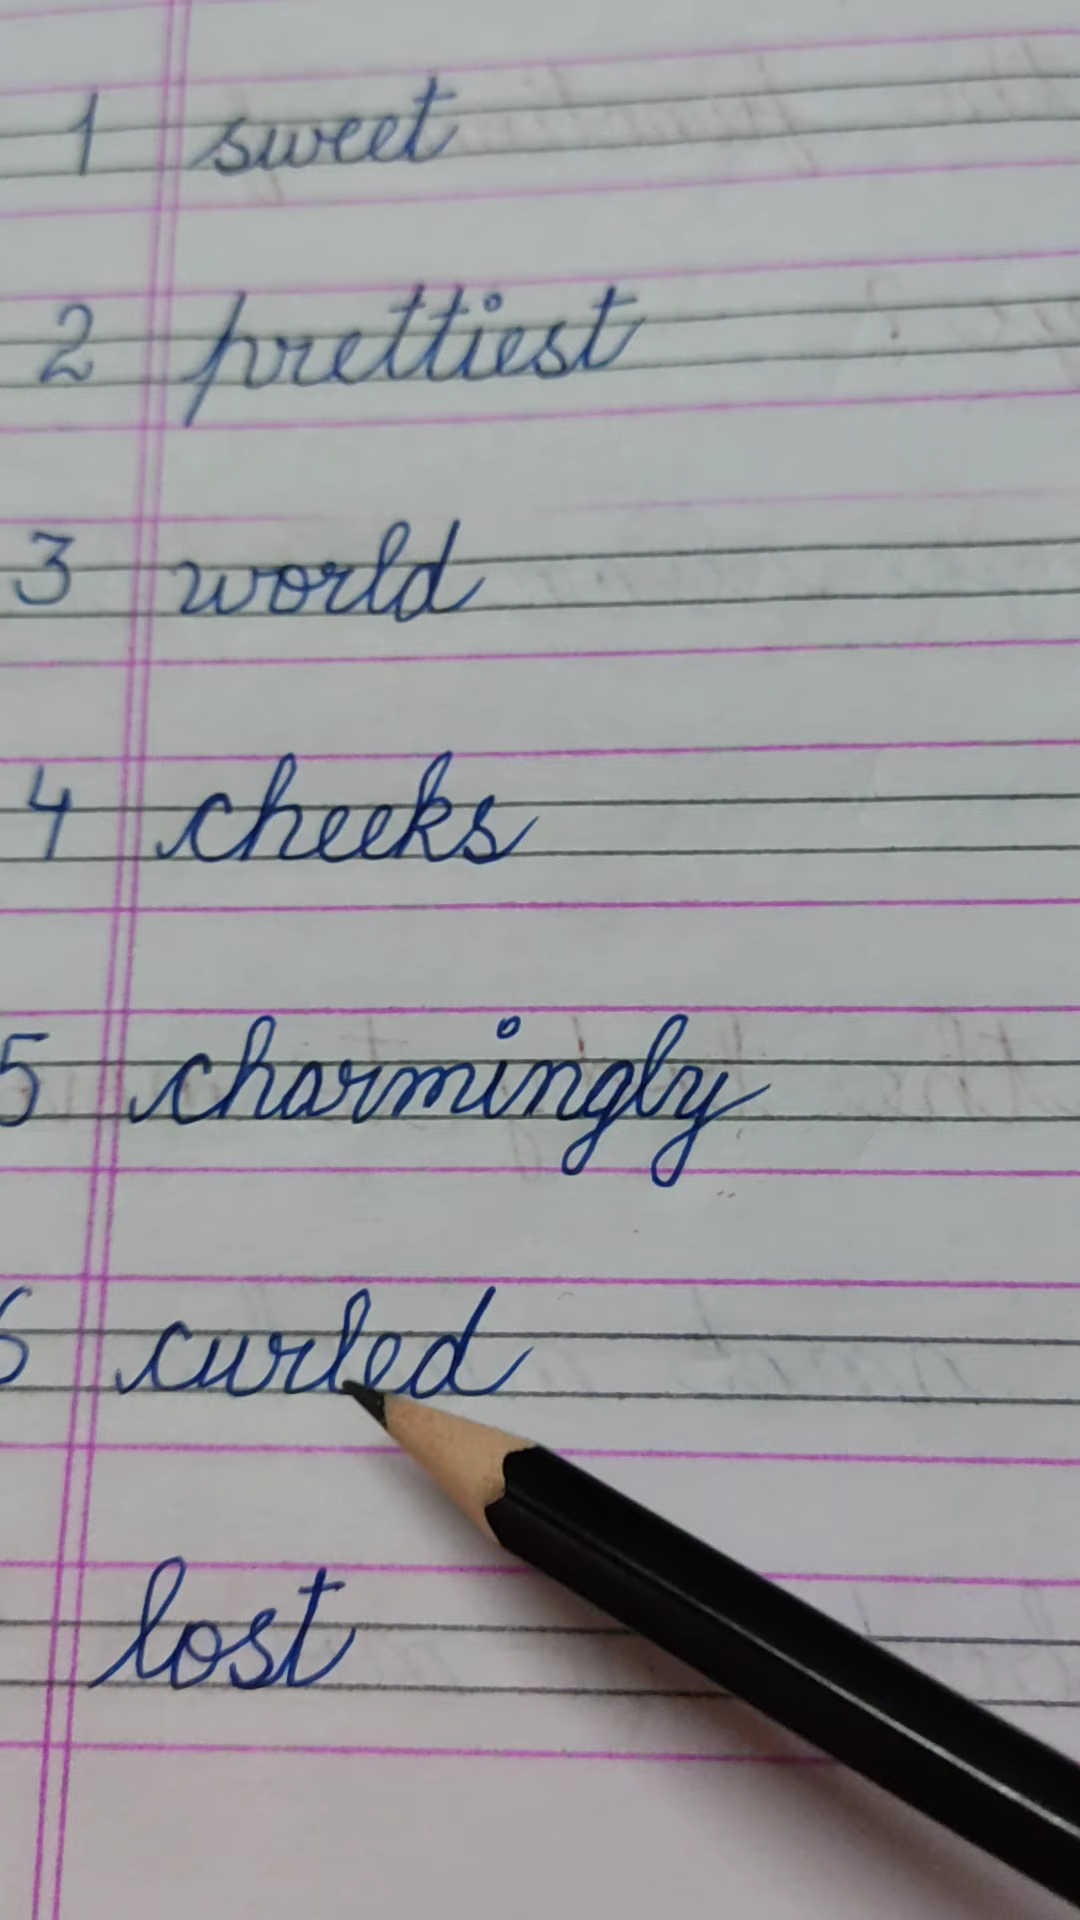 1 sweet
2 prettiest
3 world
4 cheeks
5 charmingly
6 curled
lost